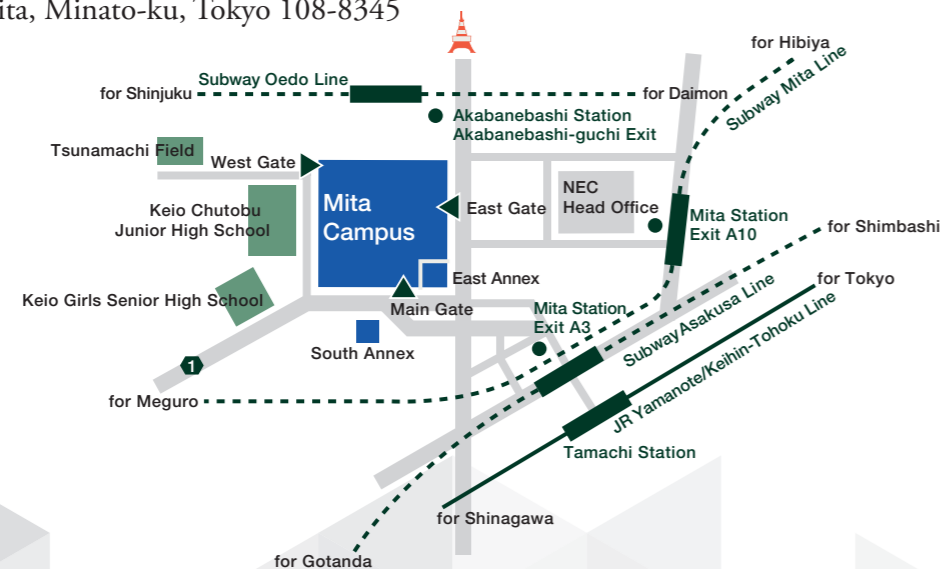 ita, Minato-ku, Tokyo 108-8345
for Hibiya
Subway Mita Line
Subway Oedo Line
for Shinjuku
for Daimon
Akabanebashi Station
Akabanebashi-guchi Exit
Tsunamachi Field
West Gate
Mita
Campus
East Gate
NEC
Head Office
Keio Chutobu
Junior High School
Mita Station
Exit A10
for Shimbashi
East Annex
for Tokyo
Keio Girls Senior High School
Main Gate
Mita Station
Exit A3
Subway Asakusa Line
South Annex
JR Yamanote/Keihin-Tohoku Line
1
for Meguro
Tamachi Station
for Shinagawa
for Gotanda